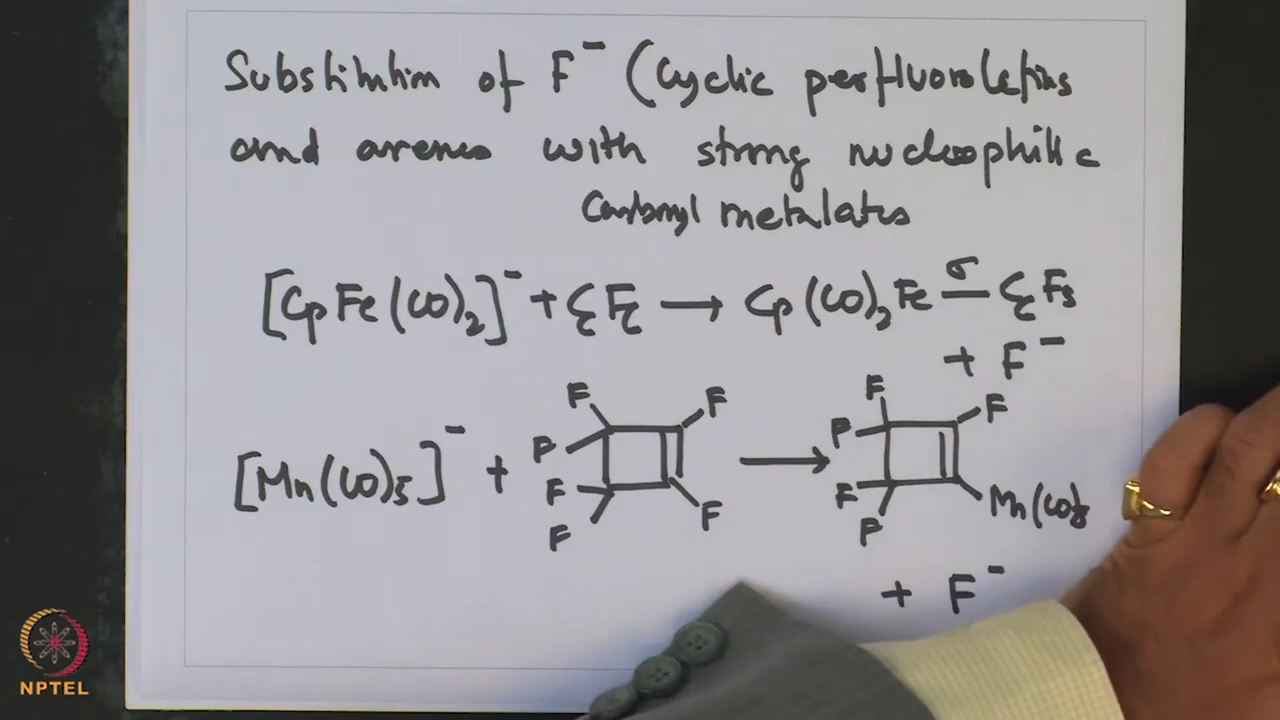 Substitution of F⁻ (Cyclic perfluorolefins
and arenes with strong nucleophilic
Carbonyl metalates
[CpFe(CO)₂]⁻ + C₆F₆ → Cp(CO)₂Fe —σ— C₆F₅
+ F⁻
F F F F
F F
[Mn(CO)₅]⁻ + →
F F F
F F Mn(CO)₅
F
+ F⁻
NPTEL